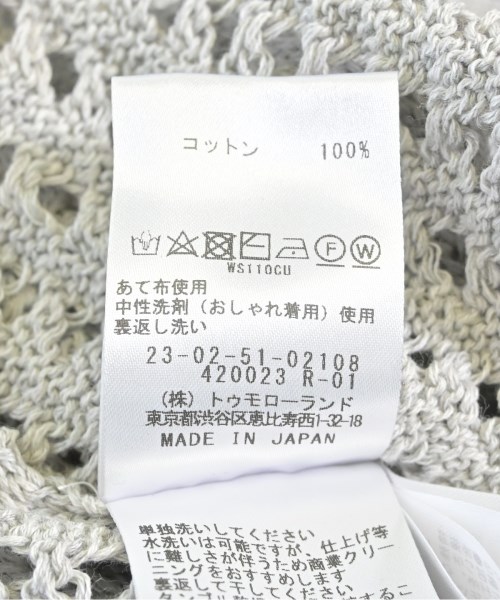 コットン 100%
F W
WS110CU
あて布使用
中性洗剤（おしゃれ着用）使用
裏返し洗い
23-02-51-02108
420023 R-01
（株）トゥモローランド
東京都渋谷区恵比寿西1-32-18
MADE IN JAPAN
単独洗いしてください
水洗いは可能ですが、仕上げ等
に難しさが伴うため商業クリー
ニングをおすすめします
裏返して干してください